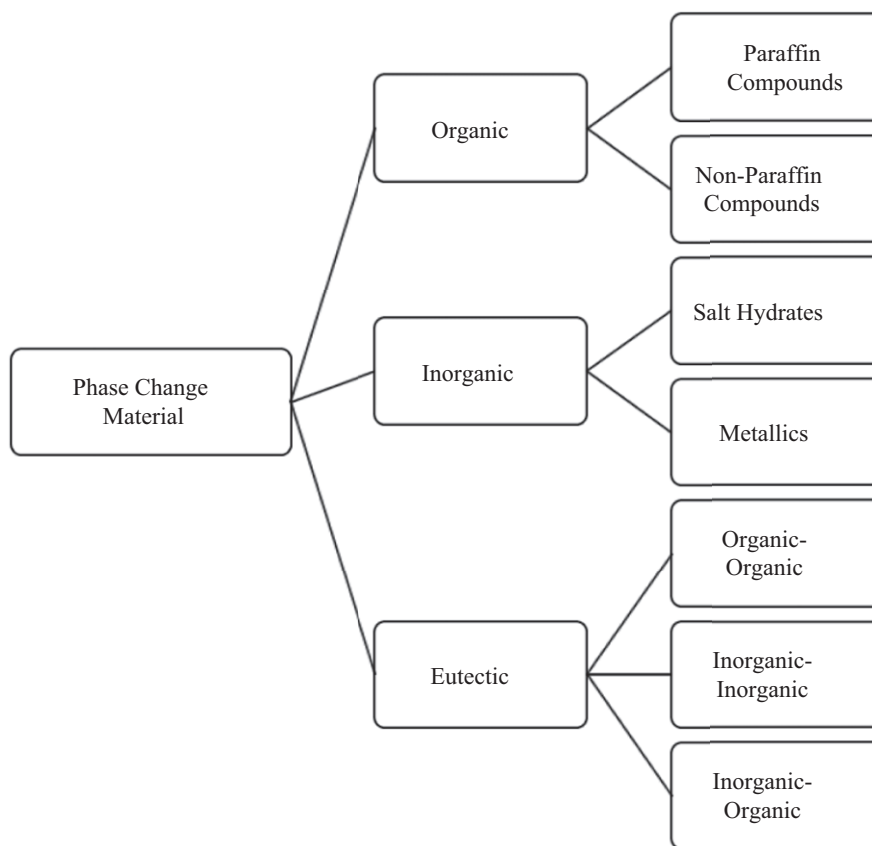 Phase Change
Material
Organic
Paraffin
Compounds
Non-Paraffin
Compounds
Inorganic
Salt Hydrates
Metallics
Eutectic
Organic-
Organic
Inorganic-
Inorganic
Inorganic-
Organic